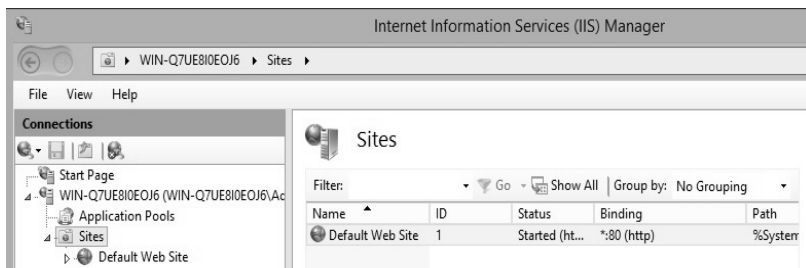 Internet Information Services (IIS) Manager
WIN-Q7UE8I0EOJ6 Sites
File View Help
Connections
Start Page
WIN-Q7UE8I0EOJ6 (WIN-Q7UE8I0EOJ6\Ac
Application Pools
Sites
Default Web Site
Sites
Filter: Go Show All Group by: No Grouping
Name ID Status Binding Path
Default Web Site 1 Started (ht... *:80 (http) %System